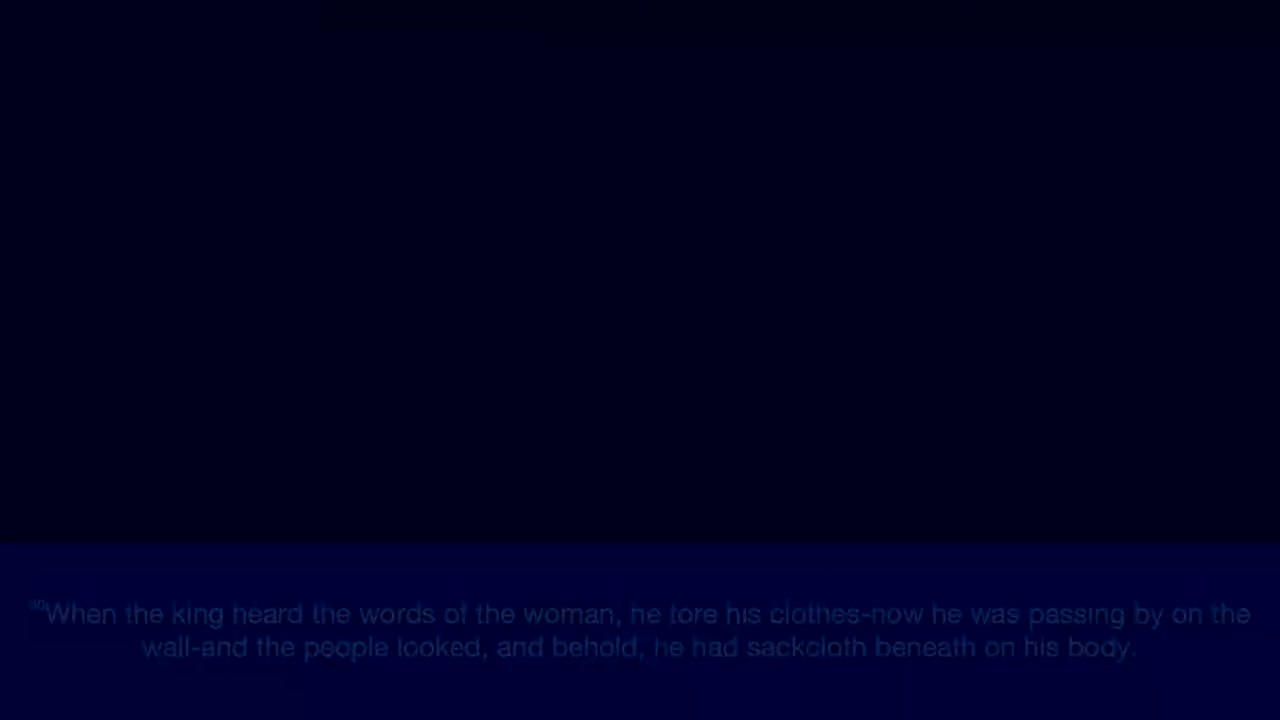 When the king heard the words of the woman, he tore his clothes-now he was passing by on the
wall-and the people looked, and behold, he had sackcloth beneath on his body.